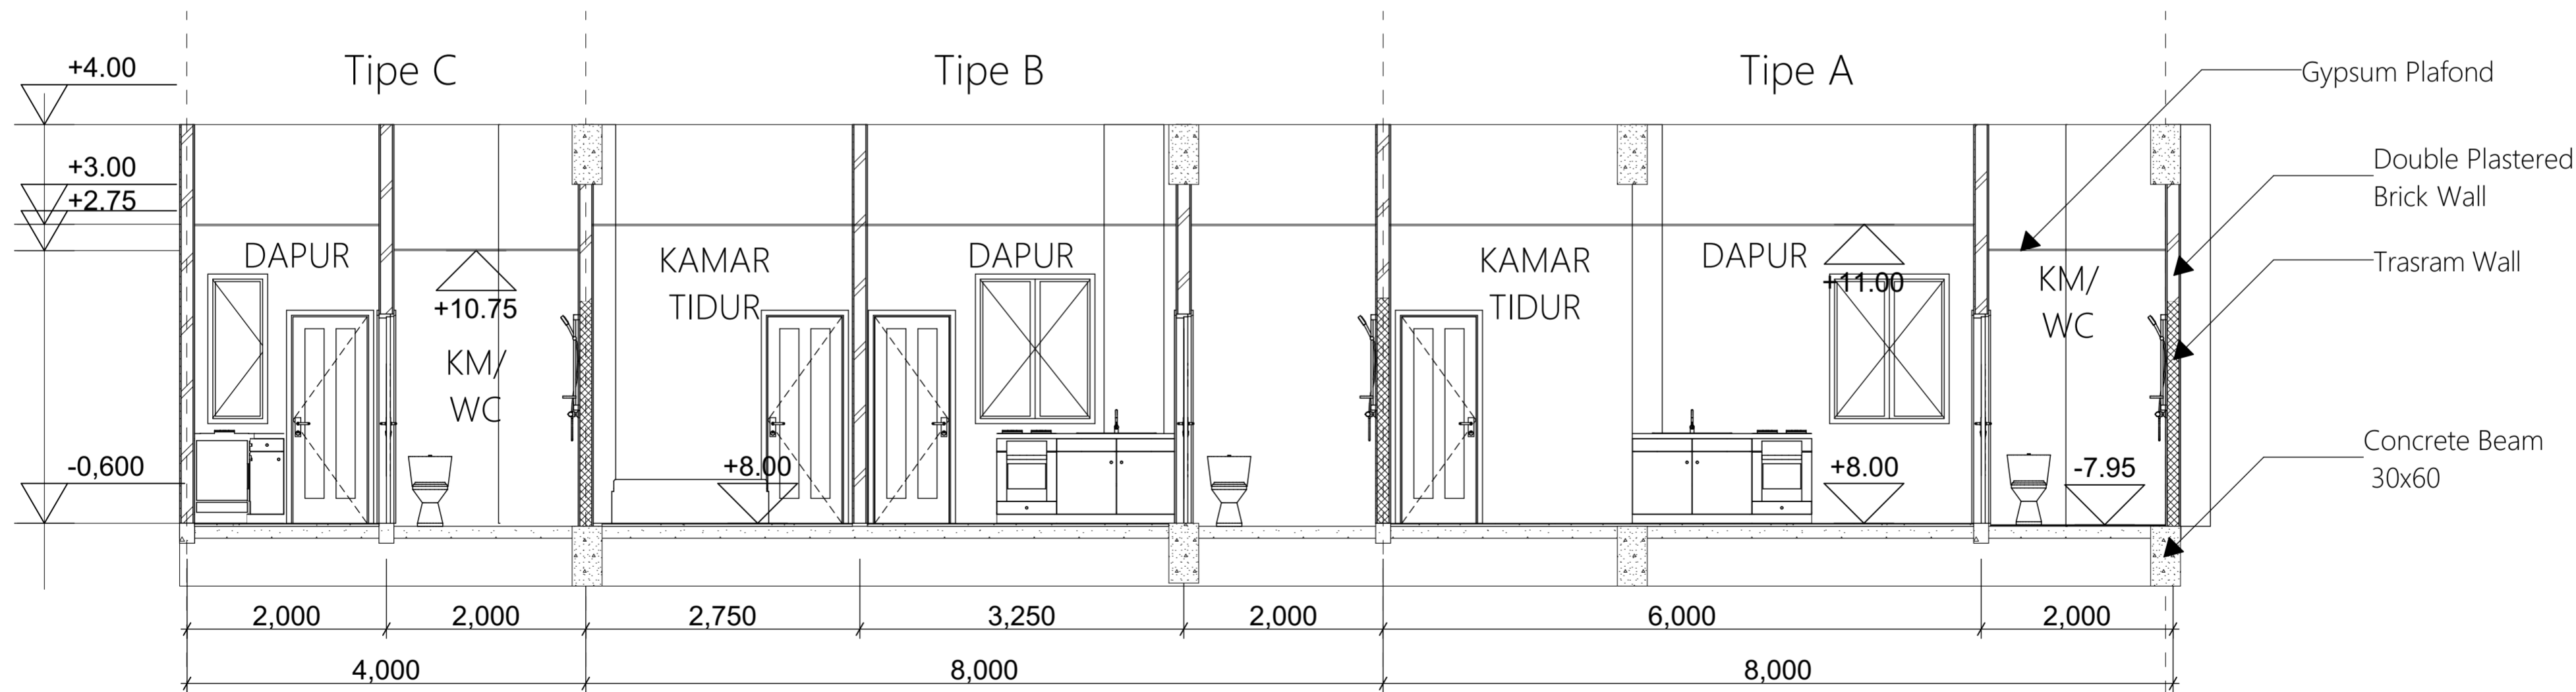 Tipe C
Tipe B
Tipe A
+4.00
+3.00
+2.75
-0,600
Gypsum Plafond
Double Plastered
Brick Wall
Trasram Wall
Concrete Beam
30x60
DAPUR
+10.75
KM/
WC
KAMAR
TIDUR
+8.00
DAPUR
KAMAR
TIDUR
DAPUR
+11.00
+8.00
KM/
WC
-7.95
2,000
2,000
2,750
3,250
2,000
6,000
2,000
4,000
8,000
8,000